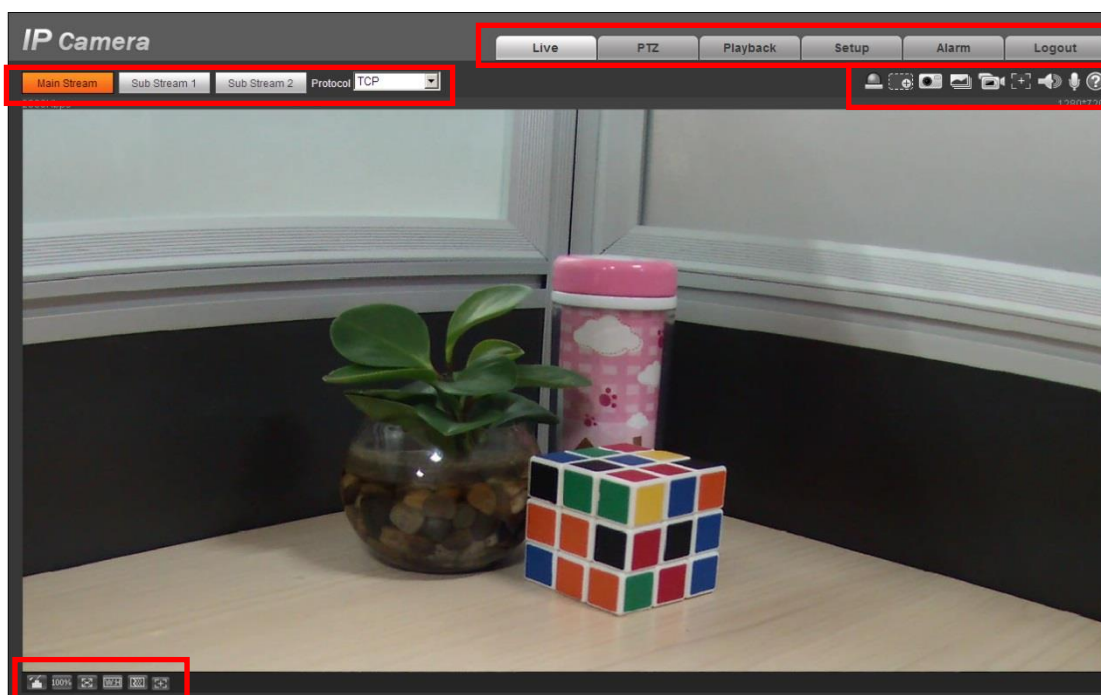 IP Camera
Live PTZ Playback Setup Alarm Logout
Main Stream Sub Stream 1 Sub Stream 2 Protocol TCP
100% W:H